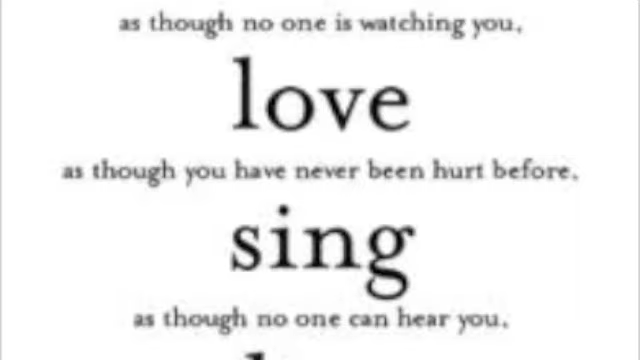 as though no one is watching you,
love
as though you have never been hurt before,
sing
as though no one can hear you,